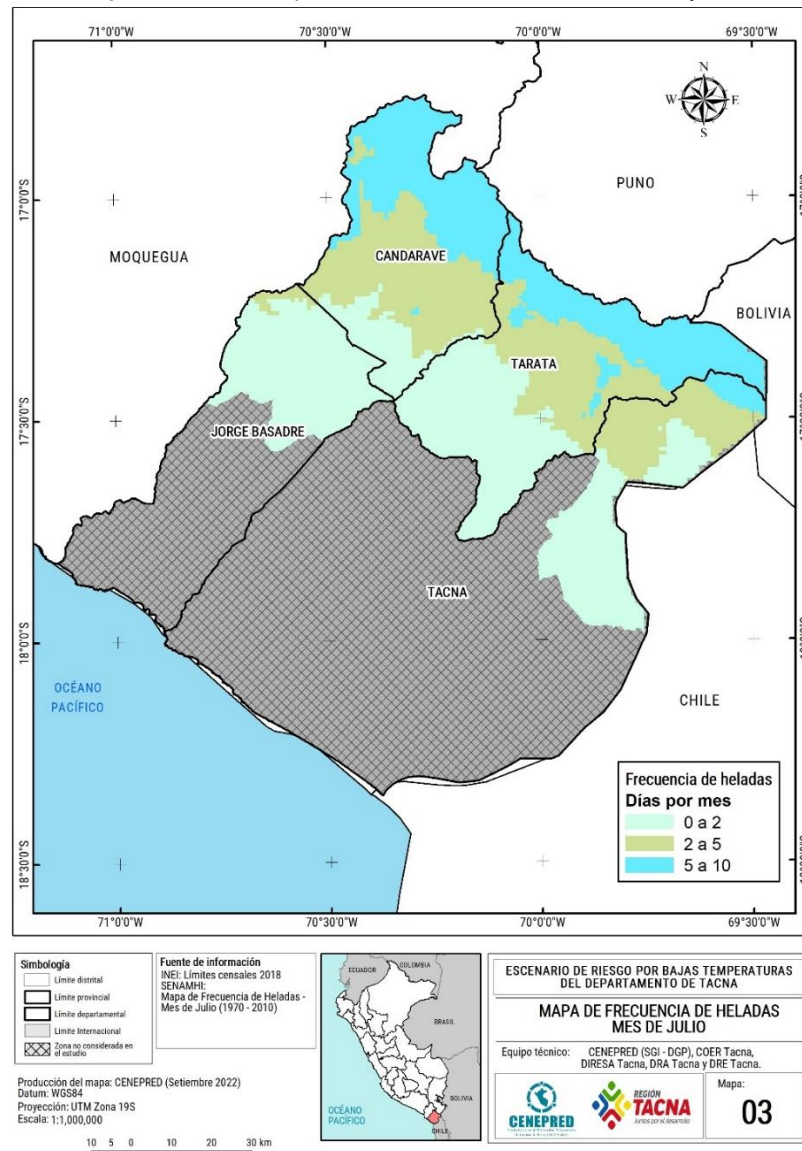 71°0'0"W
70°30'0"W
70°0'0"W
69°30'0"W
N
W
E
S
PUNO
17°0'0"S
MOQUEGUA
CANDARAVE
BOLIVIA
TARATA
17°30'0"S
JORGE BASADRE
TACNA
18°0'0"S
OCÉANO
PACÍFICO
CHILE
Frecuencia de heladas
Días por mes
0 a 2
2 a 5
5 a 10
18°30'0"S
71°0'0"W
70°30'0"W
70°0'0"W
69°30'0"W
Simbología
Límite distrital
Límite provincial
Límite departamental
Límite Internacional
Zona no considerada en
el estudio
Fuente de información
INEI: Límites censales 2018
SENAMHI:
Mapa de Frecuencia de Heladas -
Mes de Julio (1970 - 2010)
Producción del mapa: CENEPRED (Setiembre 2022)
Datum: WGS84
Proyección: UTM Zona 19S
Escala: 1:1,000,000
10 5 0 10 20 30 km
ECUADOR
COLOMBIA
BRASIL
BOLIVIA
OCÉANO
PACÍFICO
CHILE
ESCENARIO DE RIESGO POR BAJAS TEMPERATURAS
DEL DEPARTAMENTO DE TACNA
MAPA DE FRECUENCIA DE HELADAS
MES DE JULIO
Equipo técnico: CENEPRED (SGI - DGP), COER Tacna,
DIRESA Tacna, DRA Tacna y DRE Tacna.
CENEPRED
REGIÓN
TACNA
Juntos por el desarrollo
Mapa:
03